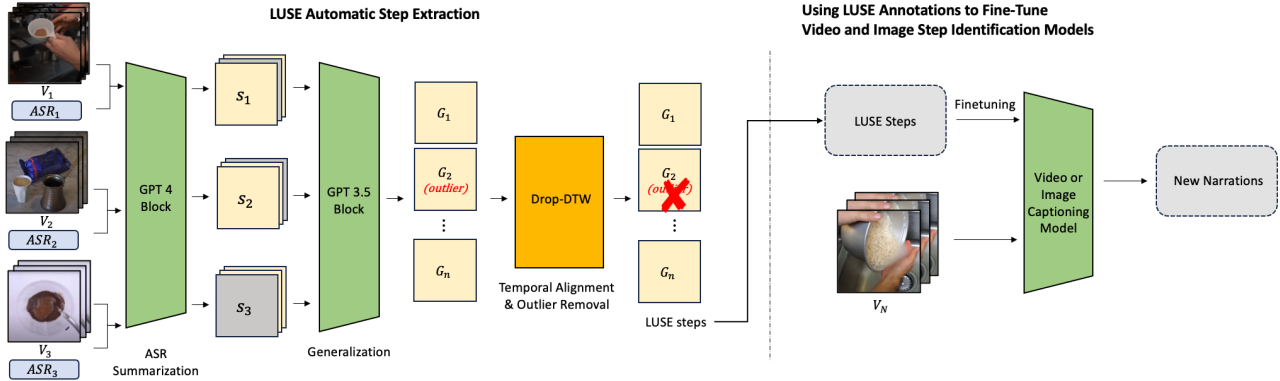 LUSE Automatic Step Extraction
V1
ASR1
V2
ASR2
V3
ASR3
GPT 4
Block
ASR
Summarization
S1
S2
S3
GPT 3.5
Block
Generalization
G1
G2
(outlier)
⋮
Gn
Drop-DTW
Temporal Alignment
& Outlier Removal
G1
G2
(outlier)
⋮
Gn
LUSE steps
Using LUSE Annotations to Fine-Tune
Video and Image Step Identification Models
LUSE Steps
Finetuning
VN
Video or
Image
Captioning
Model
New Narrations